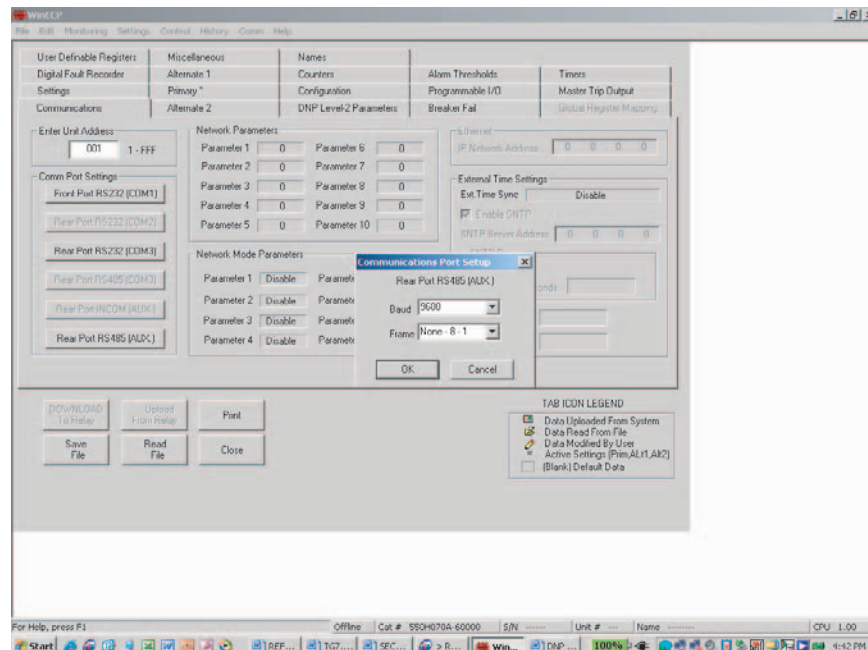 WinECP
File Edit Monitoring Settings Control History Comm Help
User Definable Registers Miscellaneous Names
Digital Fault Recorder Alternate 1 Counters Alarm Thresholds Timers
Settings Primary * Configuration Programmable I/O Master Trip Output
Communications Alternate 2 DNP Level-2 Parameters Breaker Fail Global Register Mapping
Enter Unit Address
001 1 - FFF
Comm Port Settings
Front Port RS232 (COM1)
Rear Port RS232 (COM2)
Rear Port RS232 (COM3)
Rear Port RS485 (COM3)
Rear Port INCOM (AUX.)
Rear Port RS485 (AUX.)
Network Parameters
Parameter 1 0 Parameter 6 0
Parameter 2 0 Parameter 7 0
Parameter 3 0 Parameter 8 0
Parameter 4 0 Parameter 9 0
Parameter 5 0 Parameter 10 0
Network Mode Parameters
Parameter 1 Disable
Parameter 2 Disable
Parameter 3 Disable
Parameter 4 Disable
Ethernet
IP Network Address 0 0 0 0
External Time Settings
Ext.Time Sync Disable
Enable SNTP
SNTP Server Address 0 0 0 0
Communications Port Setup
Rear Port RS485 (AUX.)
Baud 9600
Frame None - 8 - 1
OK Cancel
DOWNLOAD To Relay
Upload From Relay
Print
Save File
Read File
Close
TAB ICON LEGEND
Data Uploaded From System
Data Read From File
Data Modified By User
* Active Settings (Prim,ALt1,Alt2)
(Blank) Default Data
For Help, press F1 Offline Cat # 550H070A-60000 S/N ------ Unit # --- Name -------- CPU 1.00
Start REF... TG7... SEC... > R... Win... DNP ... 100% 4:42 PM